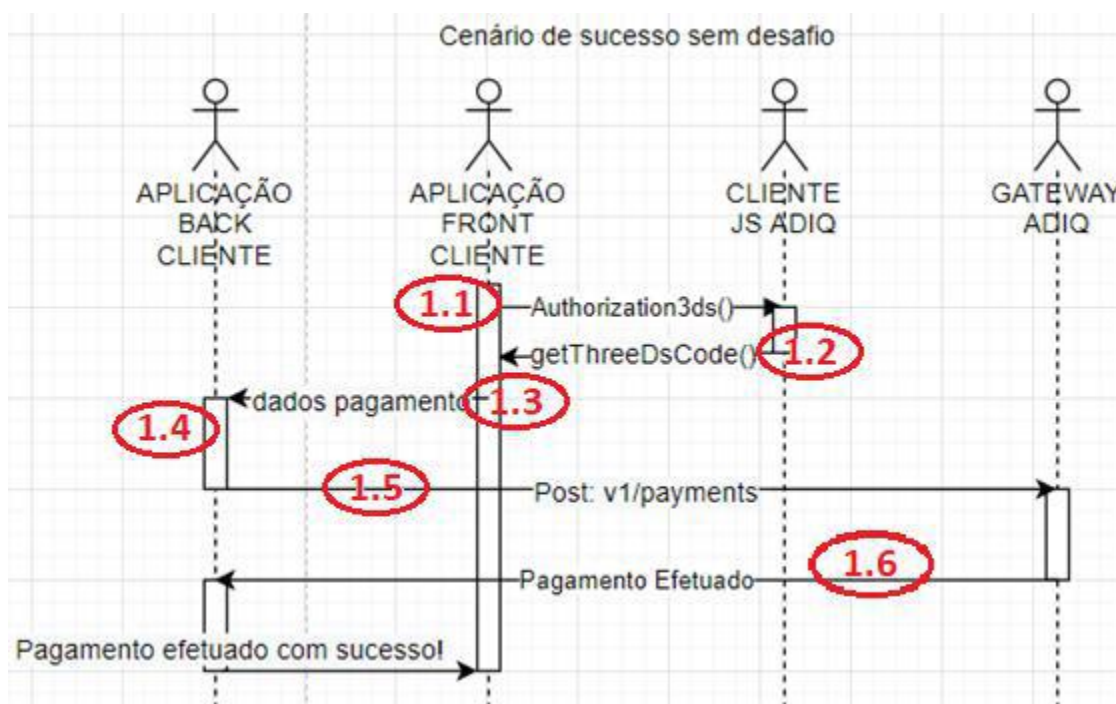 Cenário de sucesso sem desafio
APLICAÇÃO
BACK
CLIENTE
APLICAÇÃO
FRONT
CLIENTE
CLIENTE
JS ADIQ
GATEWAY
ADIQ
1.1
Authorization3ds()
getThreeDsCode()
1.2
dados pagamento
1.3
1.4
1.5
Post: v1/payments
1.6
Pagamento Efetuado
Pagamento efetuado com sucesso!